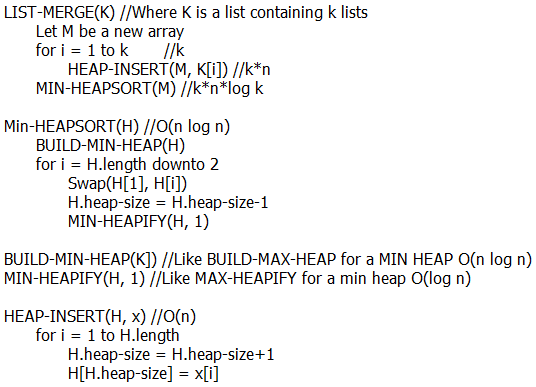 LIST-MERGE(K) //Where K is a list containing k lists
Let M be a new array
for i = 1 to k //k
HEAP-INSERT(M, K[i]) //k*n
MIN-HEAPSORT(M) //k*n*log k
Min-HEAPSORT(H) //O(n log n)
BUILD-MIN-HEAP(H)
for i = H.length downto 2
Swap(H[1], H[i])
H.heap-size = H.heap-size-1
MIN-HEAPIFY(H, 1)
BUILD-MIN-HEAP(K]) //Like BUILD-MAX-HEAP for a MIN HEAP O(n log n)
MIN-HEAPIFY(H, 1) //Like MAX-HEAPIFY for a min heap O(log n)
HEAP-INSERT(H, x) //O(n)
for i = 1 to H.length
H.heap-size = H.heap-size+1
H[H.heap-size] = x[i]